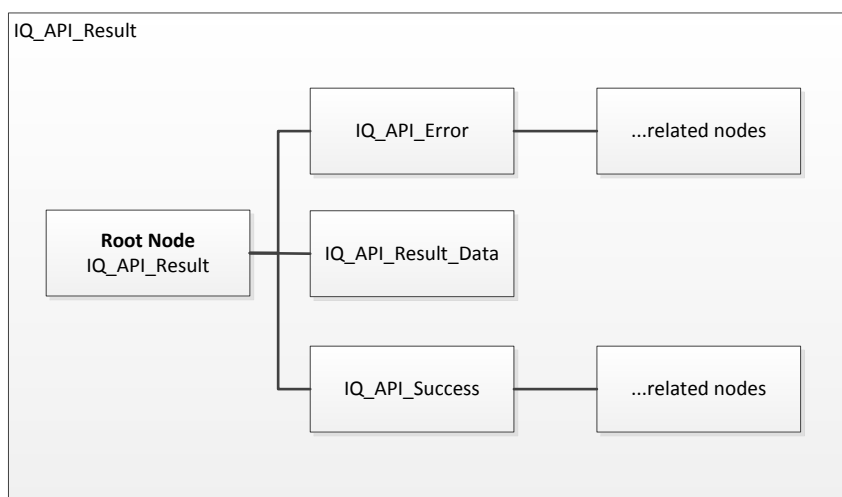 IQ_API_Result
IQ_API_Error
...related nodes
Root Node
IQ_API_Result
IQ_API_Result_Data
IQ_API_Success
...related nodes